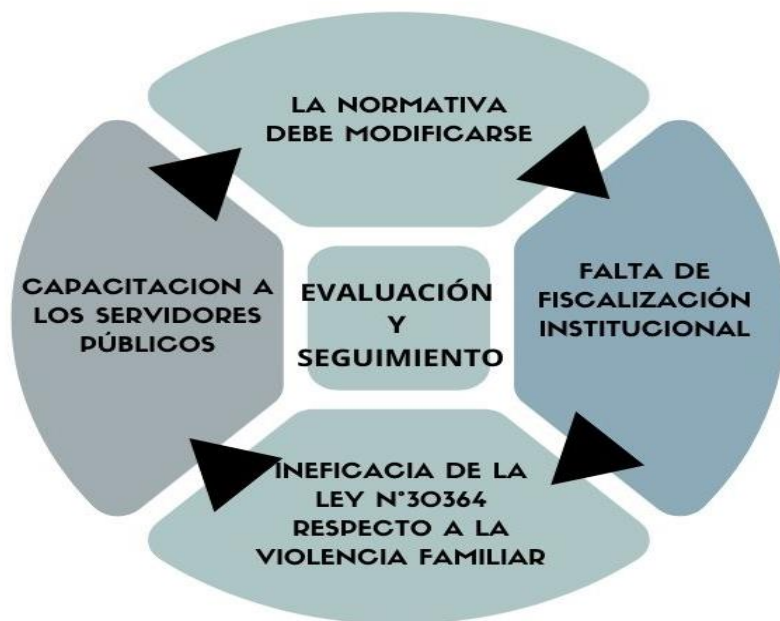 LA NORMATIVA
DEBE MODIFICARSE
CAPACITACION A
LOS SERVIDORES
PÚBLICOS
EVALUACIÓN
Y
SEGUIMIENTO
FALTA DE
FISCALIZACIÓN
INSTITUCIONAL
INEFICACIA DE LA
LEY N°30364
RESPECTO A LA
VIOLENCIA FAMILIAR